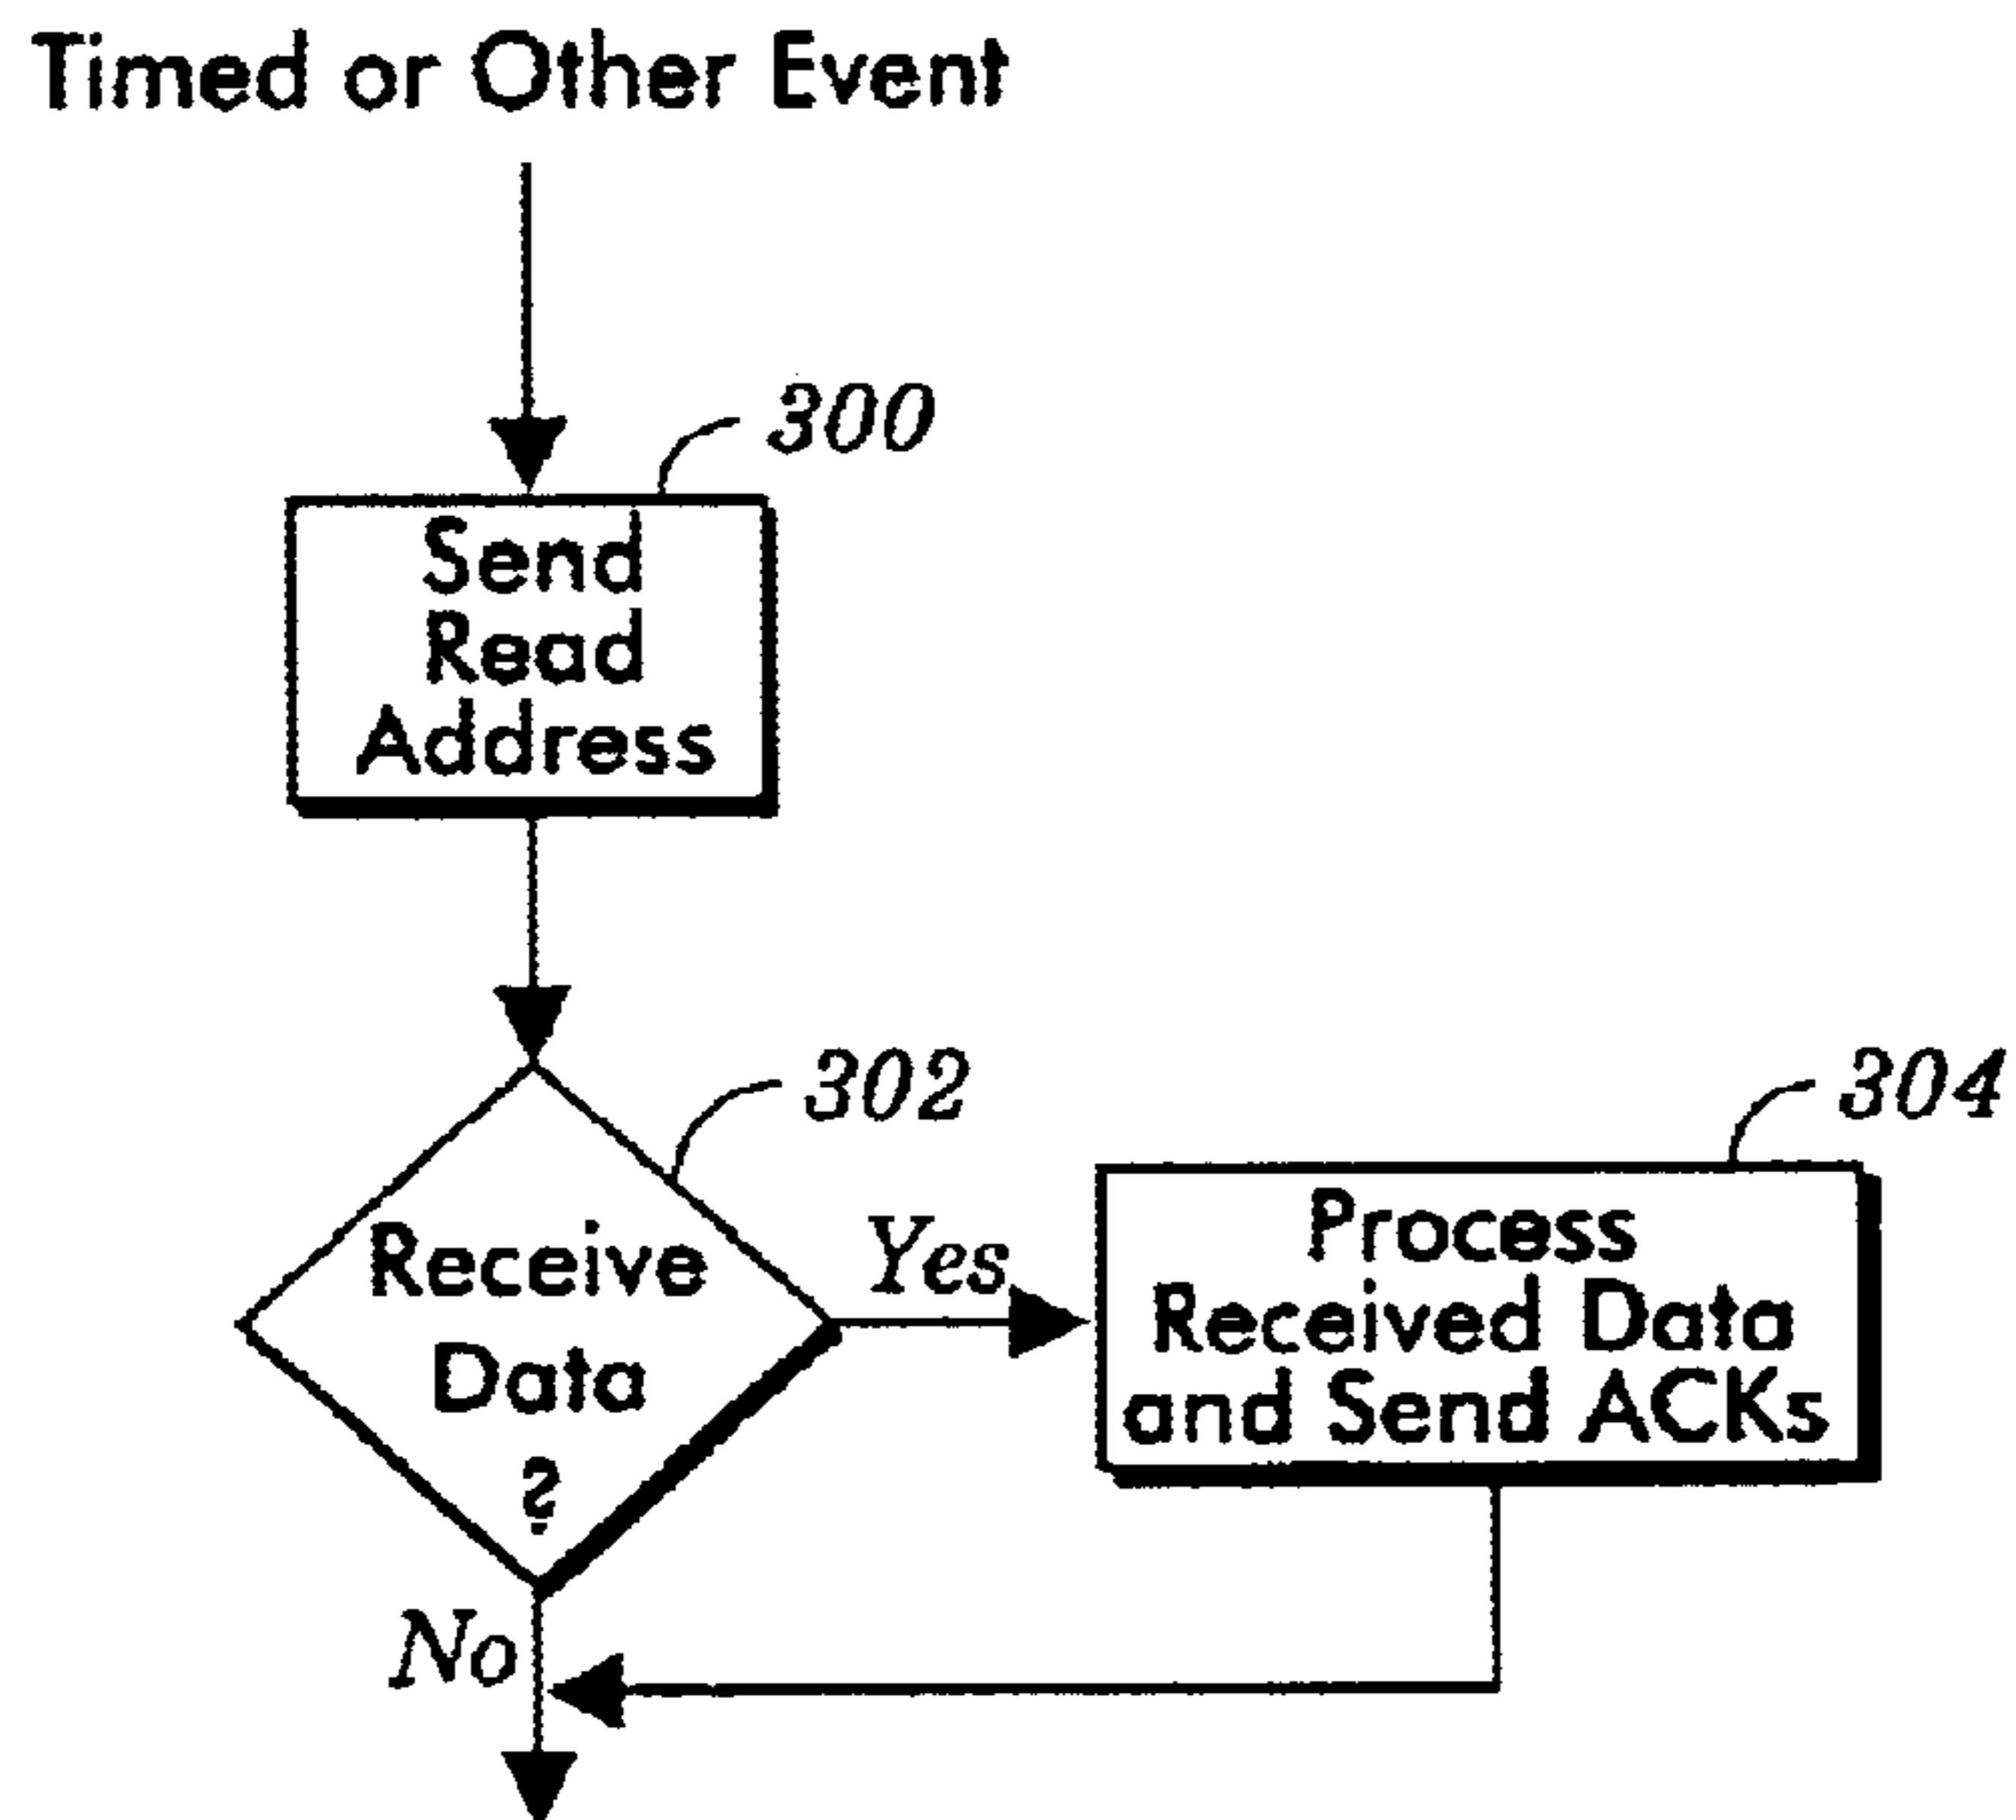 Timed or Other Event
300
Send
Read
Address
302
304
Receive
Data
?
Yes
Process
Received Data
and Send ACKs
No